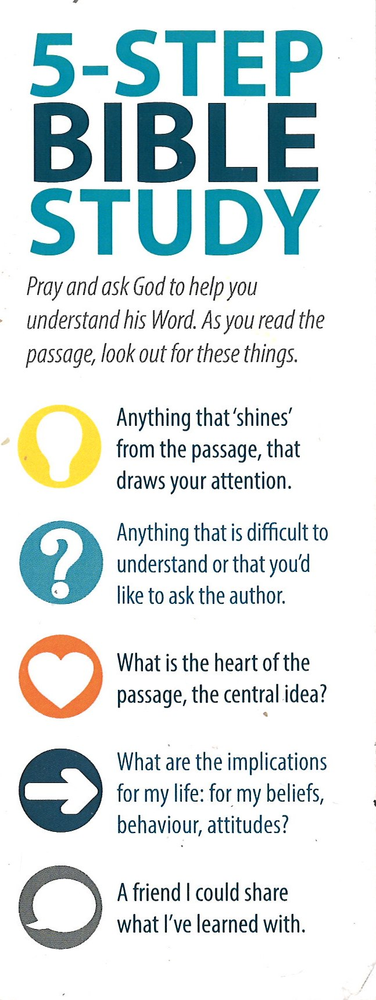 5-STEP
BIBLE
STUDY
Pray and ask God to help you
understand his Word. As you read the
passage, look out for these things.
Anything that ‘shines’
from the passage, that
draws your attention.
?
Anything that is difficult to
understand or that you’d
like to ask the author.
What is the heart of the
passage, the central idea?
What are the implications
for my life: for my beliefs,
behaviour, attitudes?
A friend I could share
what I’ve learned with.